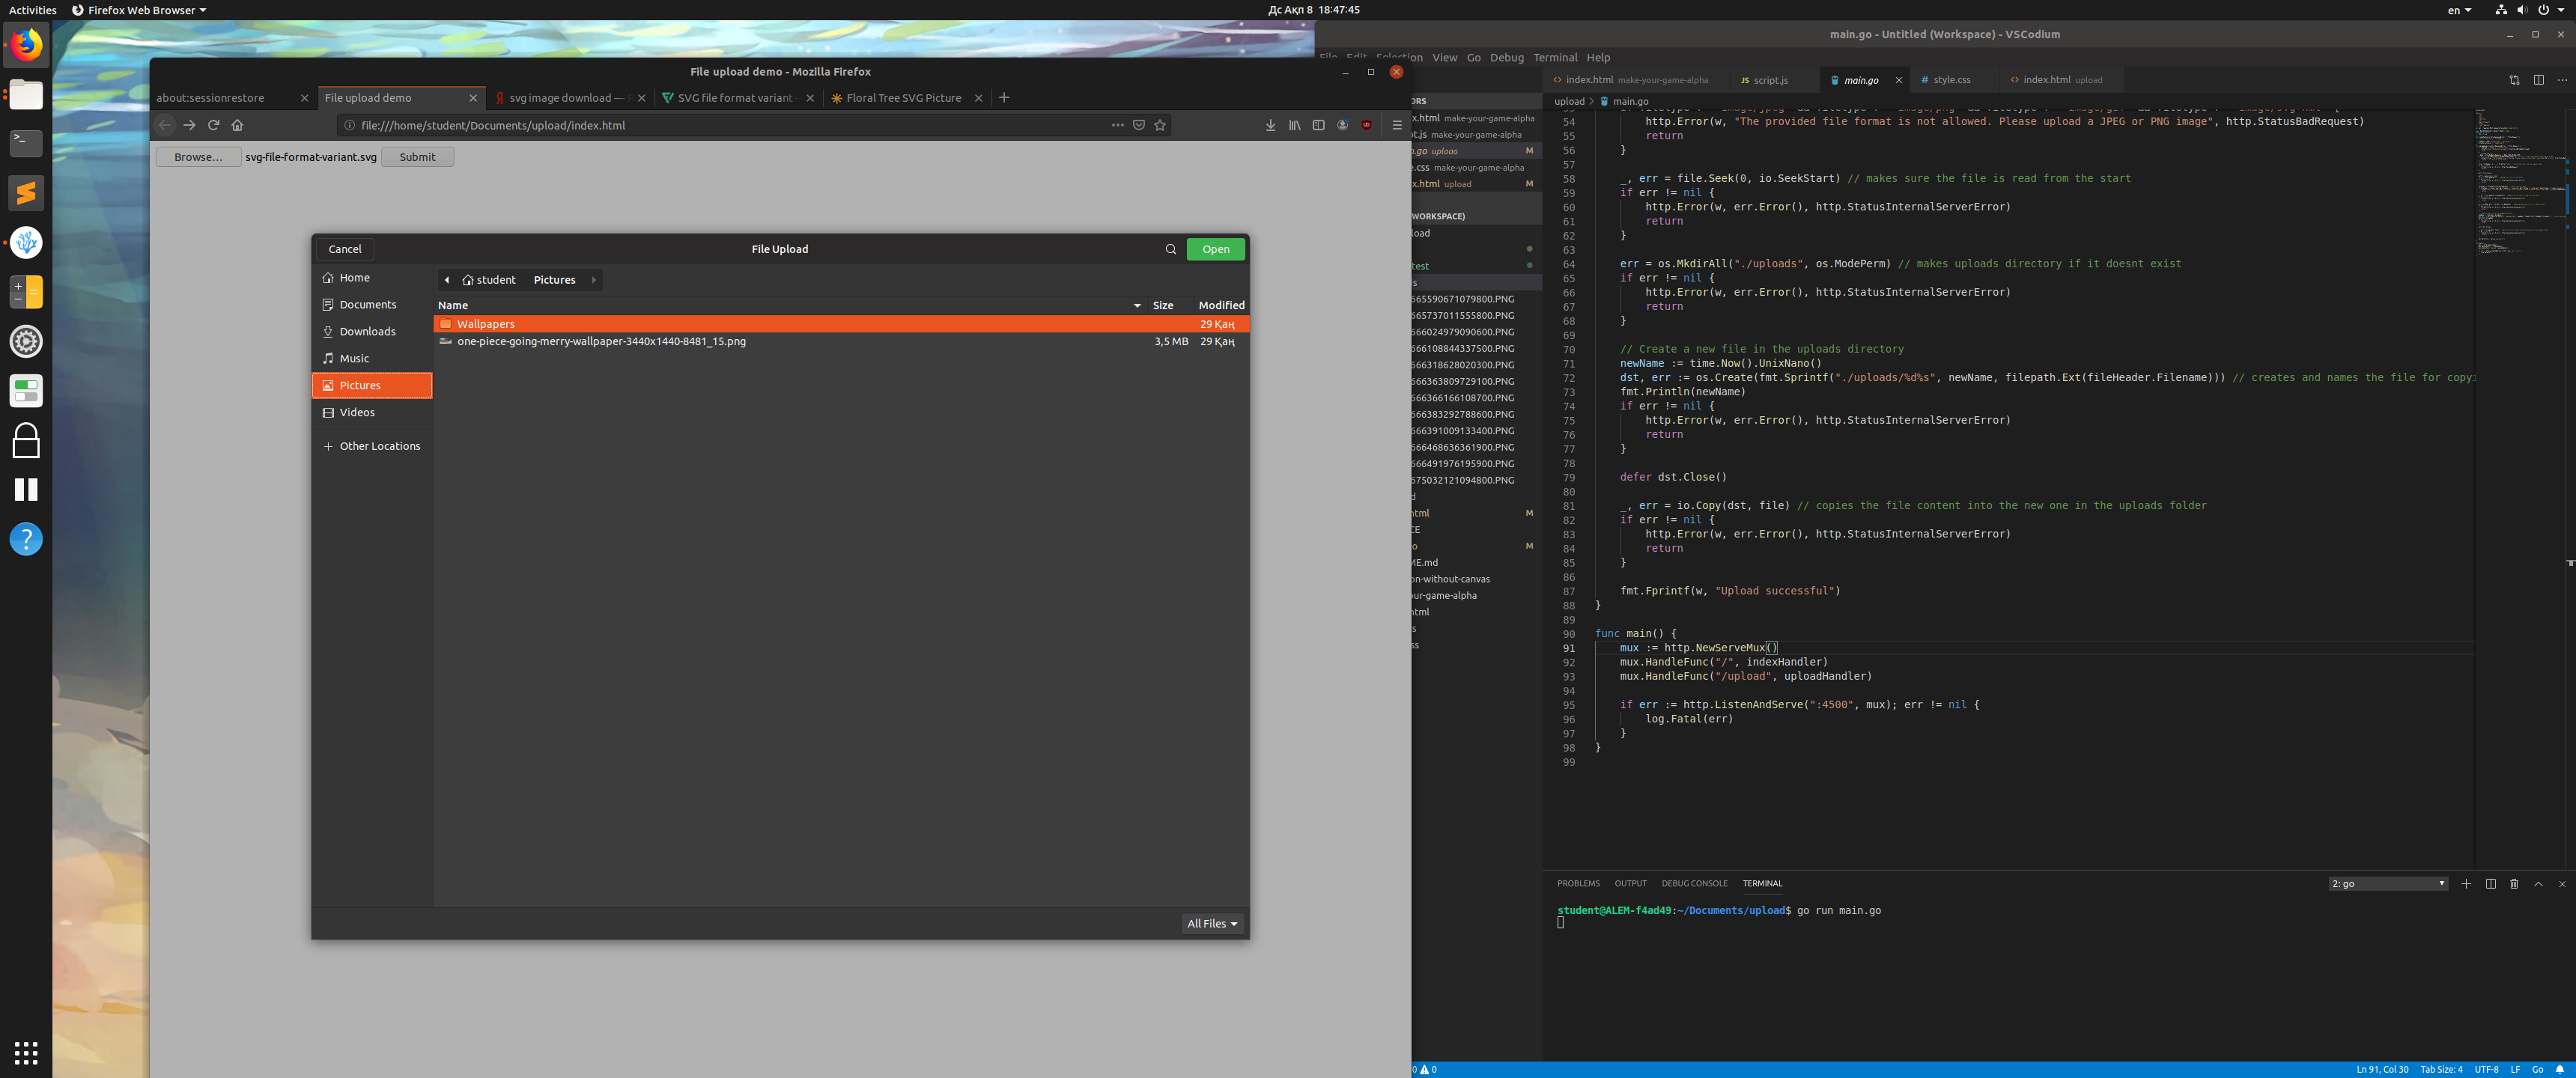 Activities
Firefox Web Browser
Дс Ақп 8 18:47:45
en
File upload demo - Mozilla Firefox
about:sessionrestore
File upload demo
svg image download —
SVG file format variant
Floral Tree SVG Picture
file:///home/student/Documents/upload/index.html
Browse...
svg-file-format-variant.svg
Submit
Cancel
File Upload
Open
Home
Documents
Downloads
Music
Pictures
Videos
Other Locations
student
Pictures
Name
Size
Modified
Wallpapers
29 Қаң
one-piece-going-merry-wallpaper-3440x1440-8481_15.png
3,5 MB
29 Қаң
All Files
main.go - Untitled (Workspace) - VSCodium
File Edit Selection View Go Debug Terminal Help
index.html make-your-game-alpha
script.js
main.go
style.css
index.html upload
upload > main.go
ORS
x.html make-your-game-alpha
pt.js make-your-game-alpha
n.go upload M
e.css make-your-game-alpha
x.html upload M
WORKSPACE)
load
test
s
665590671079800.PNG
665737011555800.PNG
666024979090600.PNG
666108844337500.PNG
666318628020300.PNG
666363809729100.PNG
666366166108700.PNG
666383292788600.PNG
666391009133400.PNG
666468636361900.PNG
666491976195900.PNG
675032121094800.PNG
d
html M
CE
o M
ME.md
on-without-canvas
our-game-alpha
html
s
ss
54 http.Error(w, "The provided file format is not allowed. Please upload a JPEG or PNG image", http.StatusBadRequest)
55 return
56 }
57
58 _, err = file.Seek(0, io.SeekStart) // makes sure the file is read from the start
59 if err != nil {
60 http.Error(w, err.Error(), http.StatusInternalServerError)
61 return
62 }
63
64 err = os.MkdirAll("./uploads", os.ModePerm) // makes uploads directory if it doesnt exist
65 if err != nil {
66 http.Error(w, err.Error(), http.StatusInternalServerError)
67 return
68 }
69
70 // Create a new file in the uploads directory
71 newName := time.Now().UnixNano()
72 dst, err := os.Create(fmt.Sprintf("./uploads/%d%s", newName, filepath.Ext(fileHeader.Filename))) // creates and names the file for copyi
73 fmt.Println(newName)
74 if err != nil {
75 http.Error(w, err.Error(), http.StatusInternalServerError)
76 return
77 }
78
79 defer dst.Close()
80
81 _, err = io.Copy(dst, file) // copies the file content into the new one in the uploads folder
82 if err != nil {
83 http.Error(w, err.Error(), http.StatusInternalServerError)
84 return
85 }
86
87 fmt.Fprintf(w, "Upload successful")
88 }
89
90 func main() {
91 mux := http.NewServeMux()
92 mux.HandleFunc("/", indexHandler)
93 mux.HandleFunc("/upload", uploadHandler)
94
95 if err := http.ListenAndServe(":4500", mux); err != nil {
96 log.Fatal(err)
97 }
98 }
99
PROBLEMS OUTPUT DEBUG CONSOLE TERMINAL
2: go
student@ALEM-f4ad49:~/Documents/upload$ go run main.go
0 0
Ln 91, Col 30 Tab Size: 4 UTF-8 LF Go